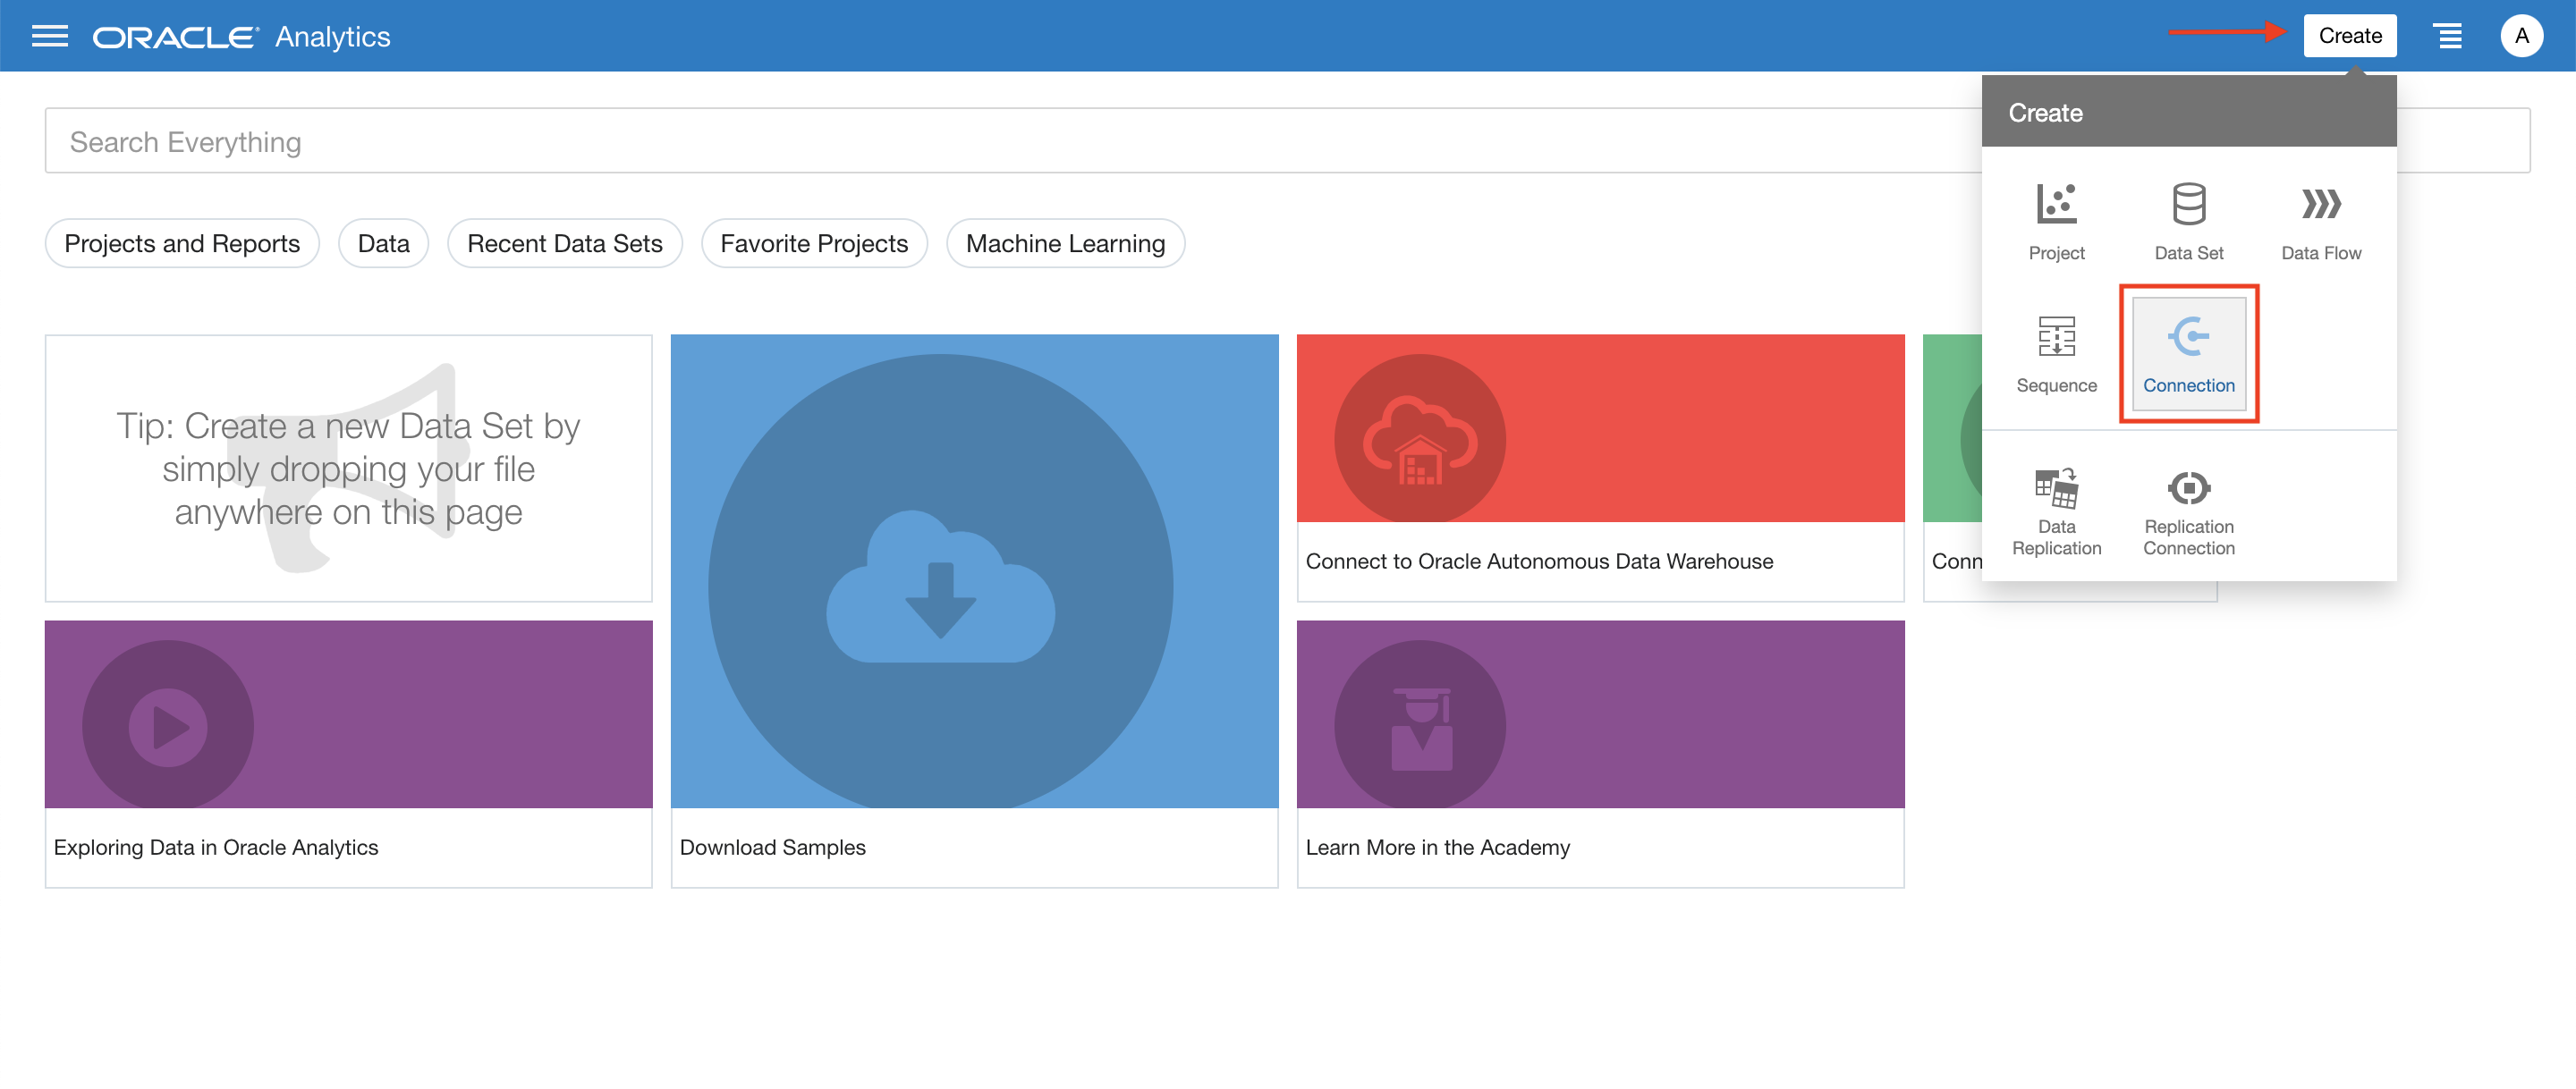 ORACLE Analytics
Create
A
Create
Search Everything
Projects and Reports
Data
Recent Data Sets
Favorite Projects
Machine Learning
Project
Data Set
Data Flow
Sequence
Connection
Data
Replication
Replication
Connection
Tip: Create a new Data Set by
simply dropping your file
anywhere on this page
Connect to Oracle Autonomous Data Warehouse
Conn
Exploring Data in Oracle Analytics
Download Samples
Learn More in the Academy